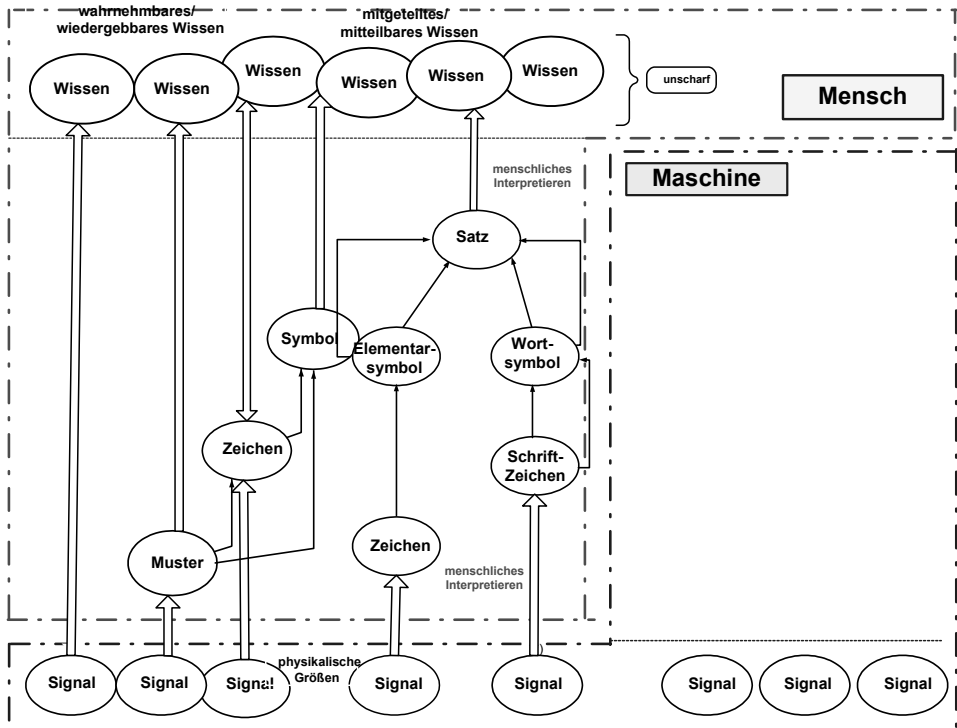 wahrnehmbares/
wiedergebbares Wissen
mitgeteiltes/
mitteilbares Wissen
Wissen
Wissen
Wissen
Wissen
Wissen
Wissen
unscharf
Mensch
menschliches
Interpretieren
Maschine
Satz
Symbol
Elementar-
symbol
Wort-
symbol
Zeichen
Schrift-
Zeichen
Muster
Zeichen
menschliches
Interpretieren
physikalische
Größen
Signal
Signal
Signal
Signal
Signal
Signal
Signal
Signal